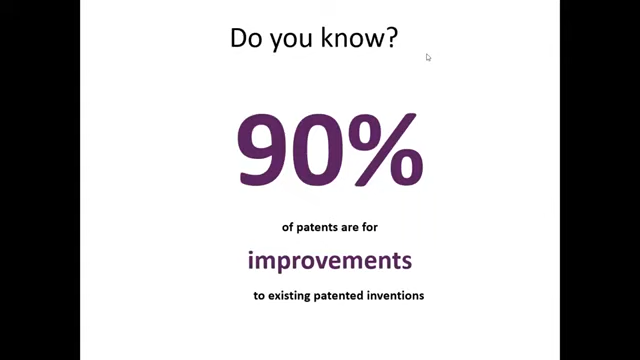 Do you know?
90%
of patents are for
improvements
to existing patented inventions